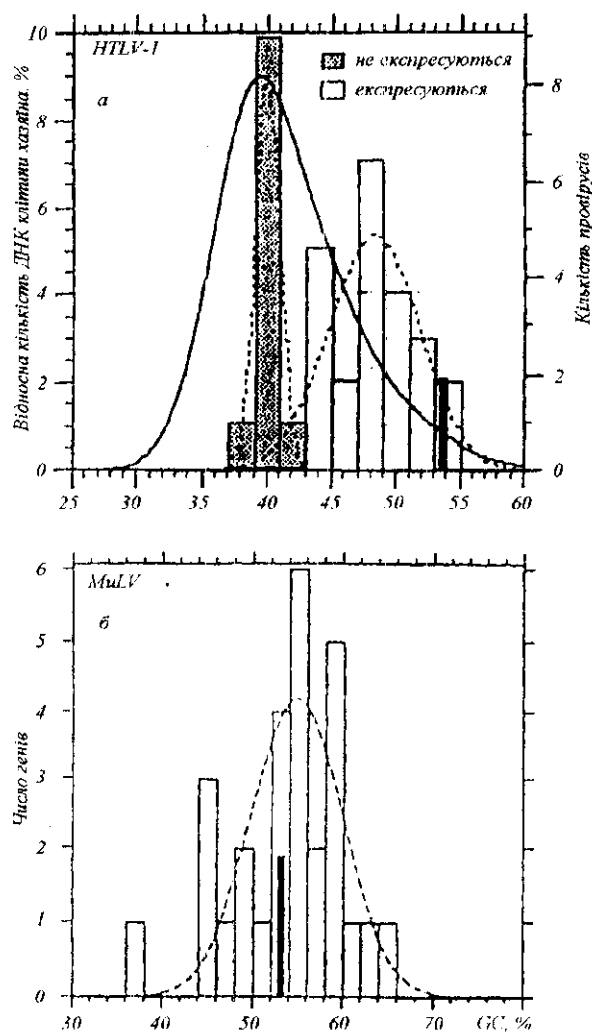 HTLV-1
а
не експресуються
експресуються
Відносна кількість ДНК клітини хазяїна, %
10
8
6
4
2
0
Кількість провірусів
8
6
4
2
0
25 30 35 40 45 50 55 60
MuLV
б
Число генів
6
5
4
3
2
1
0
30 40 50 60 70 GC, %